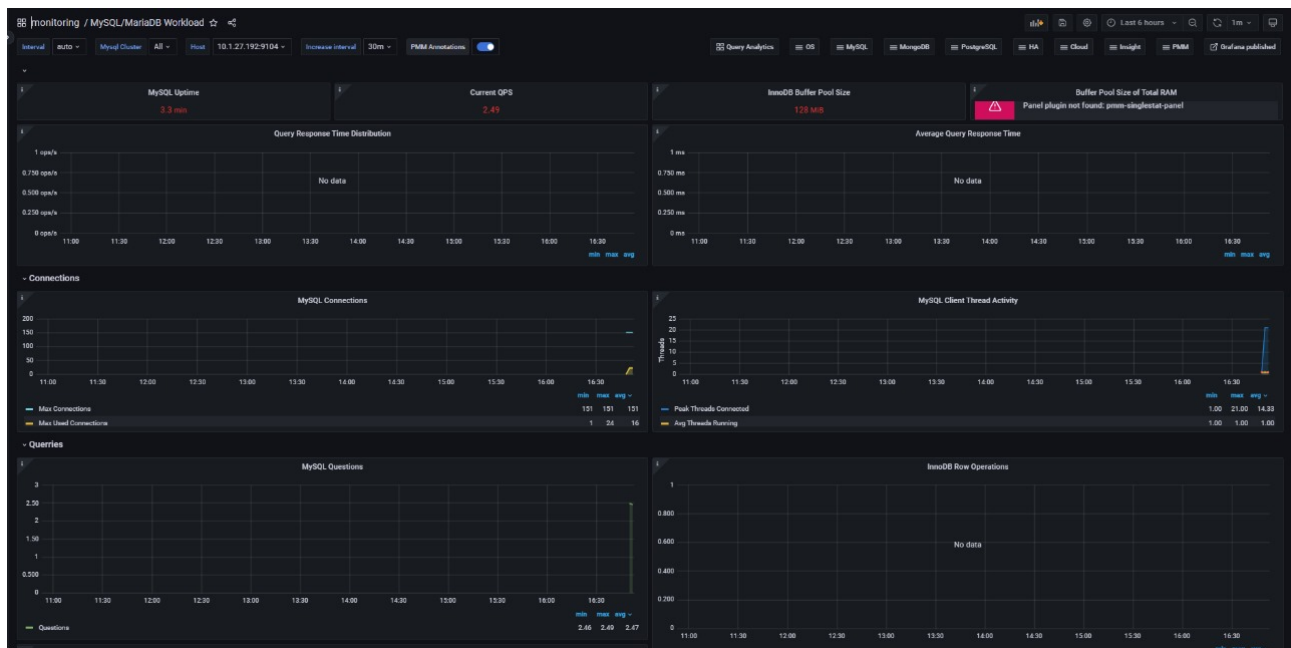 monitoring / MySQL/MariaDB Workload
Last 6 hours 1m
Interval auto Mysql Cluster All Host 10.1.27.192:9104 Increase interval 30m PMM Annotations
Query Analytics OS MySQL MongoDB PostgreSQL HA Cloud Insight PMM Grafana published
MySQL Uptime
3.3 min
Current QPS
2.49
InnoDB Buffer Pool Size
128 MiB
Buffer Pool Size of Total RAM
Panel plugin not found: pmm-singlestat-panel
Query Response Time Distribution
1 ops/s
0.750 ops/s
0.500 ops/s
0.250 ops/s
0 ops/s
No data
11:00 11:30 12:00 12:30 13:00 13:30 14:00 14:30 15:00 15:30 16:00 16:30
min max avg
Average Query Response Time
1 ms
0.750 ms
0.500 ms
0.250 ms
0 ms
No data
11:00 11:30 12:00 12:30 13:00 13:30 14:00 14:30 15:00 15:30 16:00 16:30
min max avg
Connections
MySQL Connections
200
150
100
50
0
11:00 11:30 12:00 12:30 13:00 13:30 14:00 14:30 15:00 15:30 16:00 16:30
min max avg
Max Connections 151 151 151
Max Used Connections 1 24 16
MySQL Client Thread Activity
Threads
25
20
15
10
5
0
11:00 11:30 12:00 12:30 13:00 13:30 14:00 14:30 15:00 15:30 16:00 16:30
min max avg
Peak Threads Connected 1.00 21.00 14.33
Avg Threads Running 1.00 1.00 1.00
Querries
MySQL Questions
3
2.50
2
1.50
1
0.500
0
11:00 11:30 12:00 12:30 13:00 13:30 14:00 14:30 15:00 15:30 16:00 16:30
min max avg
Questions 2.46 2.49 2.47
InnoDB Row Operations
1
0.800
0.600
0.400
0.200
0
No data
11:00 11:30 12:00 12:30 13:00 13:30 14:00 14:30 15:00 15:30 16:00 16:30